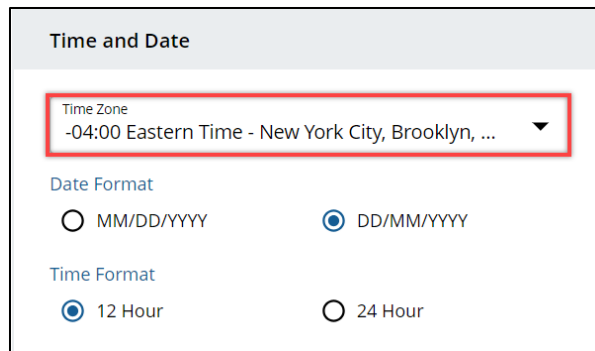 Time and Date
Time Zone
-04:00 Eastern Time - New York City, Brooklyn, ...
Date Format
MM/DD/YYYY DD/MM/YYYY
Time Format
12 Hour 24 Hour